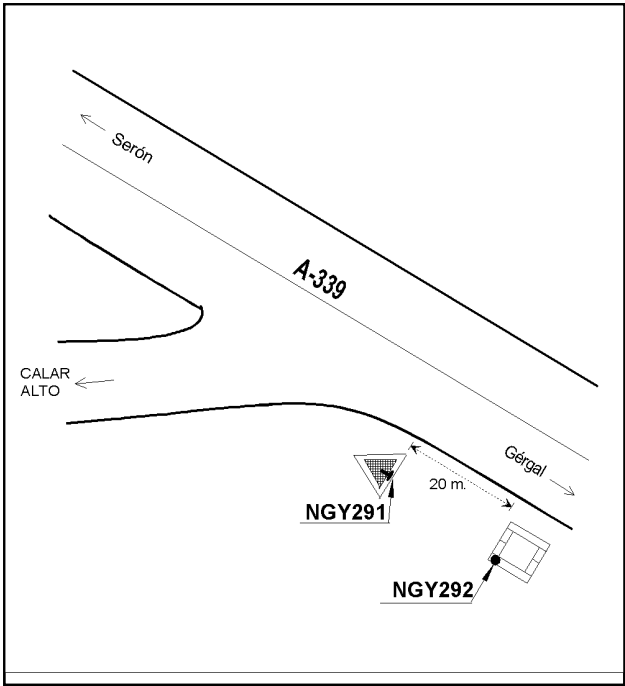 Serón
A-339
CALAR
ALTO
Gérgal
20 m.
NGY291
NGY292